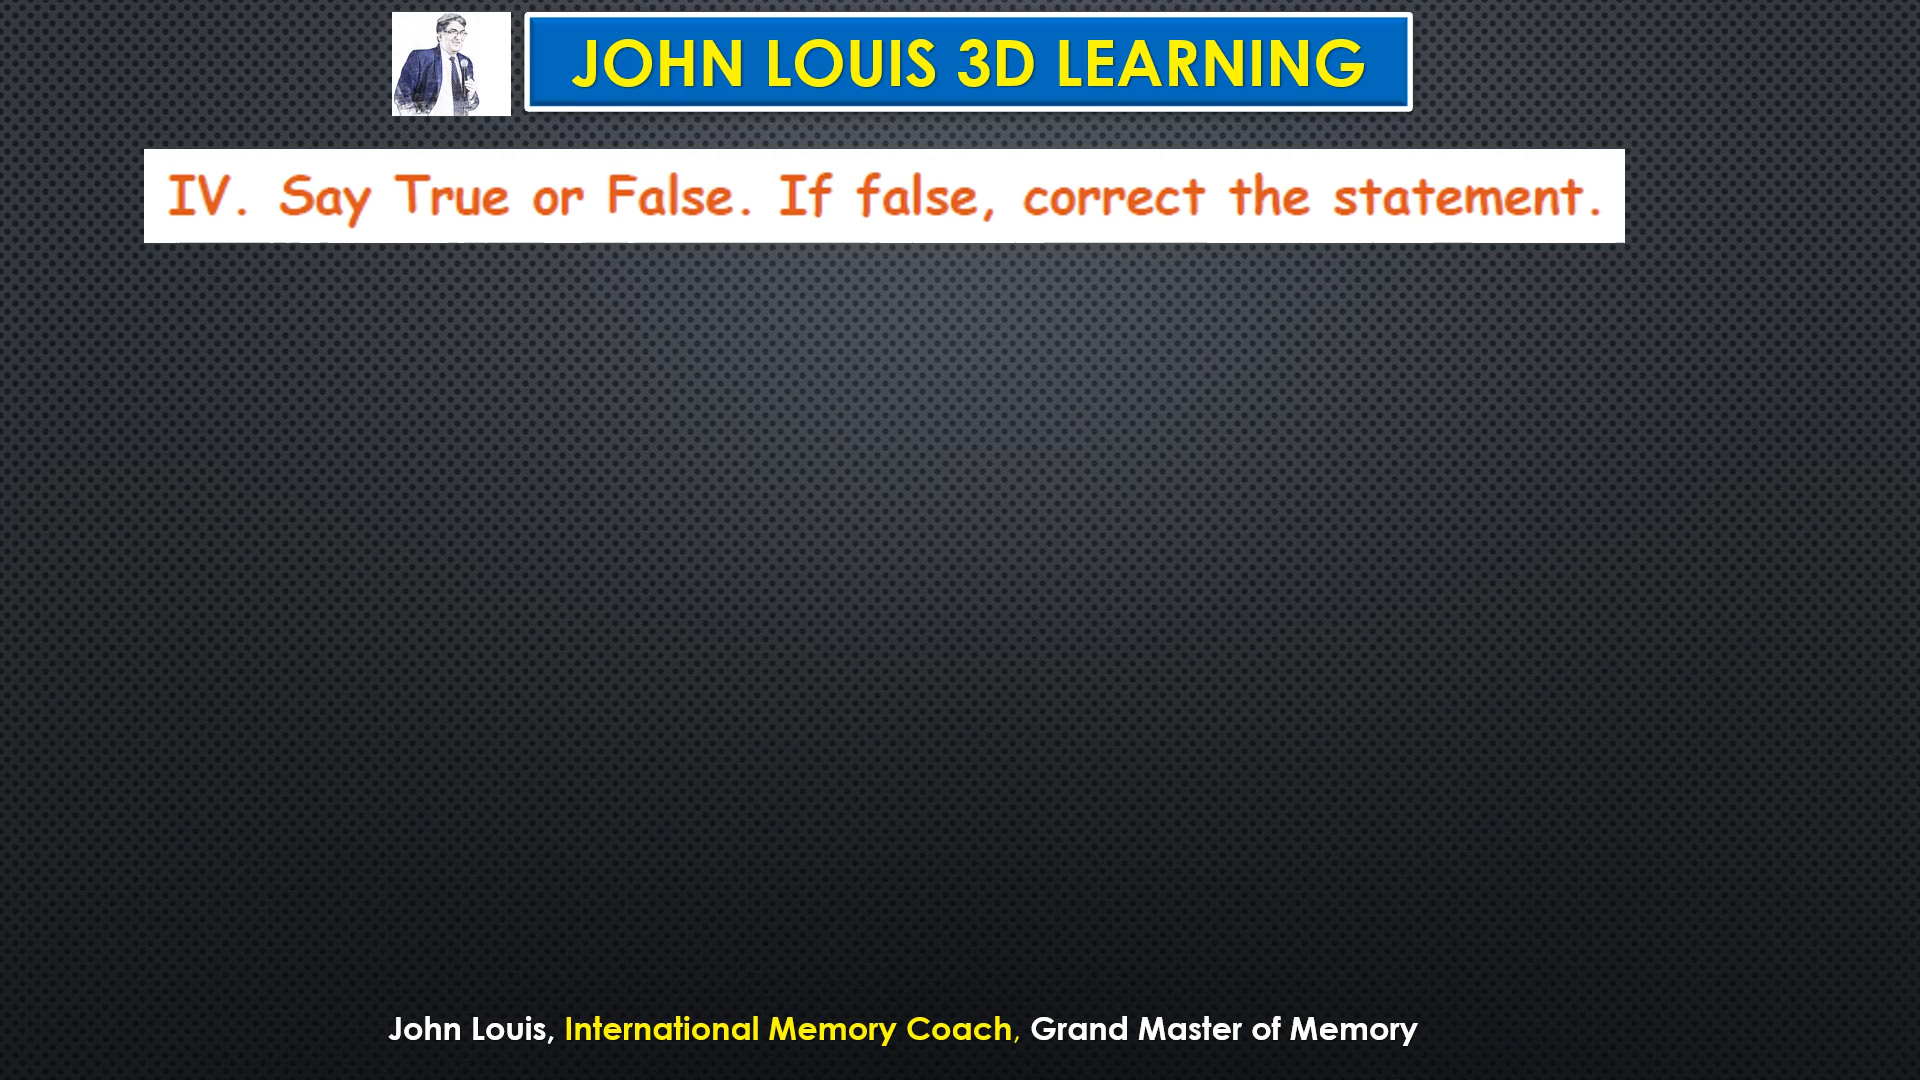 JOHN LOUIS 3D LEARNING
IV. Say True or False. If false, correct the statement.
John Louis, International Memory Coach, Grand Master of Memory